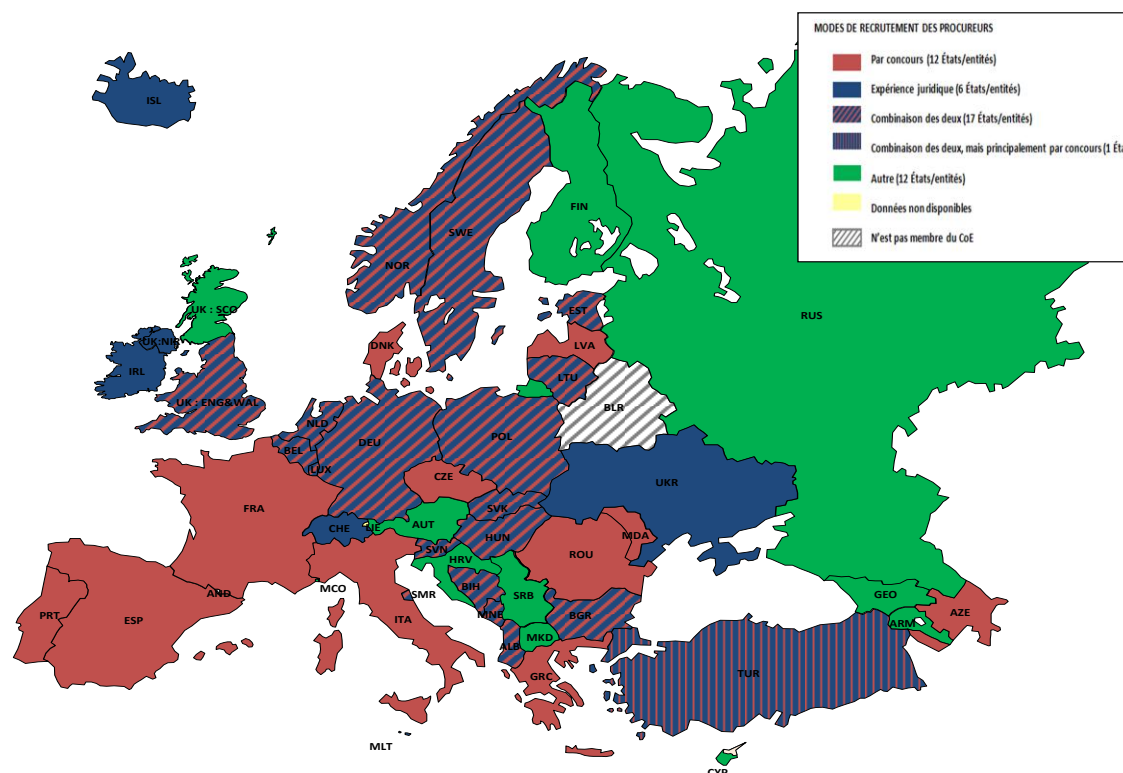 MODES DE RECRUTEMENT DES PROCUREURS
Par concours (12 États/entités)
Expérience juridique (6 États/entités)
Combinaison des deux (17 États/entités)
Combinaison des deux, mais principalement par concours (1 Éta
Autre (12 États/entités)
Données non disponibles
N'est pas membre du CoE
ISL
FIN
SWE
NOR
UK : SCO
RUS
EST
UK:NIR
DNK
LVA
IRL
LTU
UK : ENG&WAL
BLR
NLD
DEU
POL
BEL
LUX
CZE
UKR
FRA
SVK
CHE
LIE
AUT
MDA
HUN
SVN
ROU
HRV
BIH
MCO
SMR
SRB
GEO
AND
PRT
ESP
ITA
MNE
BGR
AZE
ARM
MKD
ALB
GRC
TUR
MLT
CYP